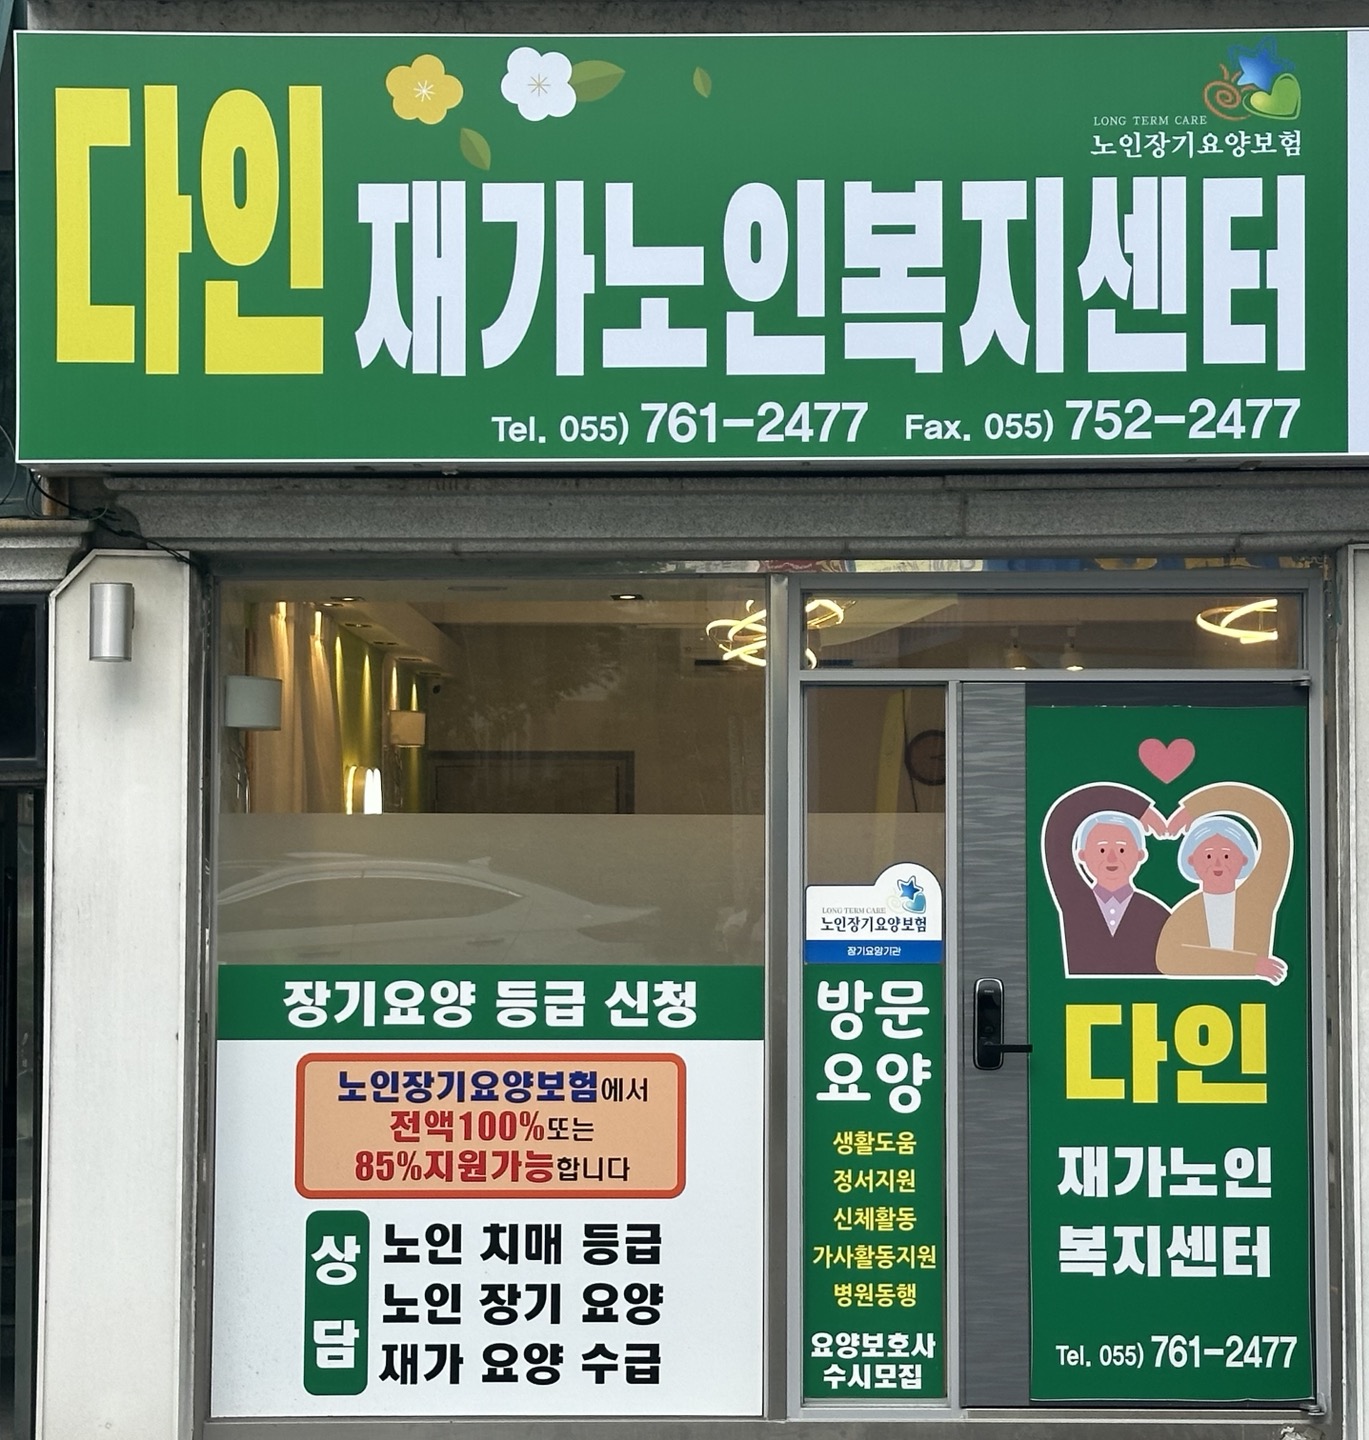 LONG TERM CARE
노인장기요양보험
다인 재가노인복지센터
Tel. 055) 761-2477 Fax. 055) 752-2477
장기요양 등급 신청
노인장기요양보험에서
전액100%또는
85%지원가능합니다
상담
노인 치매 등급
노인 장기 요양
재가 요양 수급
LONG TERM CARE
노인장기요양보험
장기요양기관
방문
요양
생활도움
정서지원
신체활동
가사활동지원
병원동행
요양보호사
수시모집
다인
재가노인
복지센터
Tel. 055) 761-2477